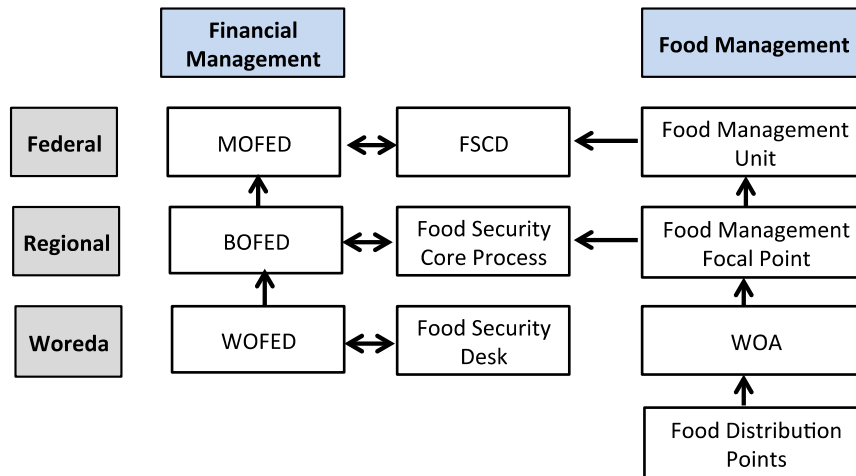 Financial
Management
Food Management
Federal
MOFED
FSCD
Food Management
Unit
Regional
BOFED
Food Security
Core Process
Food Management
Focal Point
Woreda
WOFED
Food Security
Desk
WOA
Food Distribution
Points